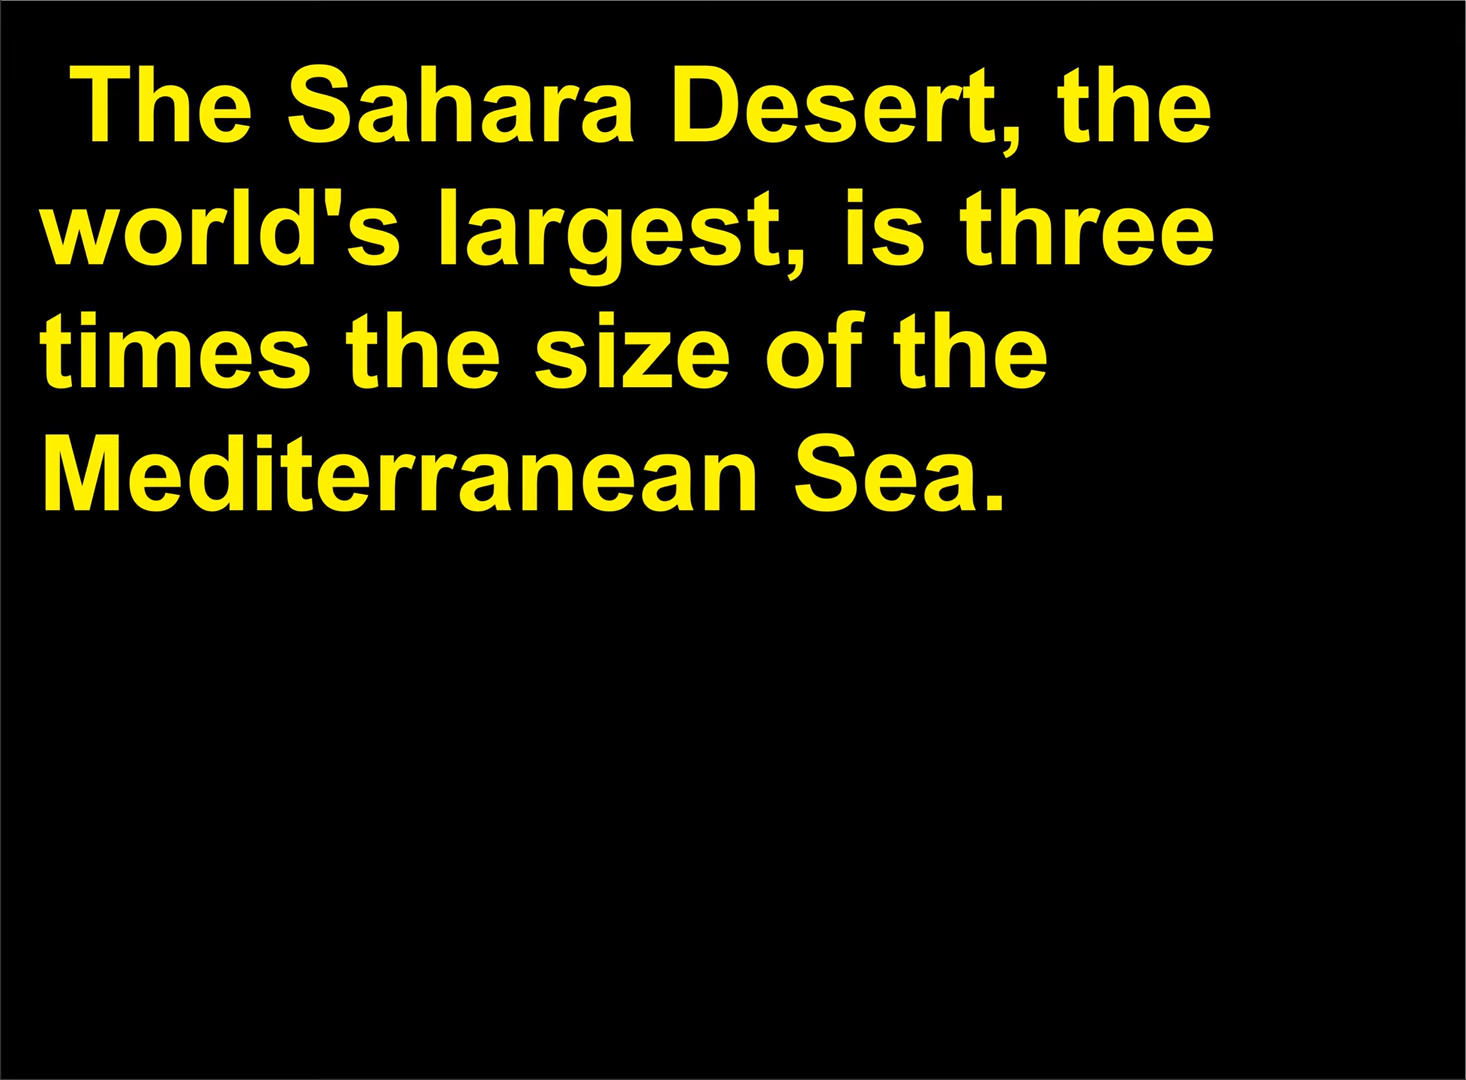 The Sahara Desert, the
world's largest, is three
times the size of the
Mediterranean Sea.